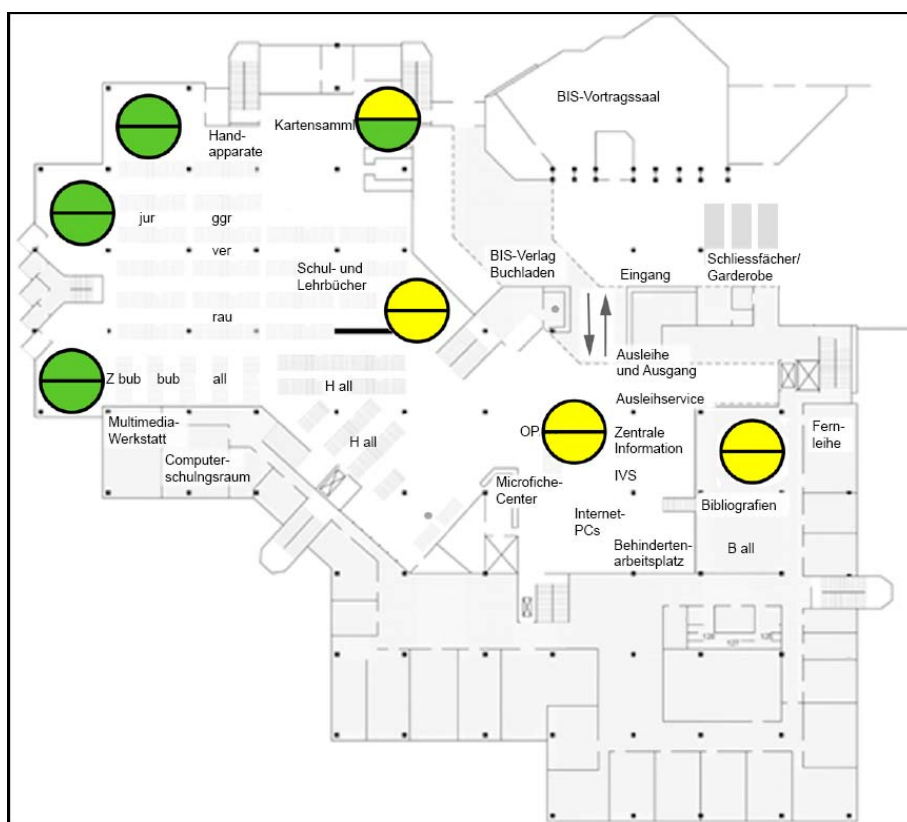 BIS-Vortragssaal
Hand-
apparate
Kartensamml
jur
ggr
ver
BIS-Verlag
Buchladen
Eingang
Schliessfächer/
Garderobe
Schul- und
Lehrbücher
rau
Ausleihe
und Ausgang
Z bub
bub
all
H all
Ausleihservice
Multimedia-
Werkstatt
Computer-
schulngsraum
H all
OP
Zentrale
Information
Fern-
leihe
IVS
Microfiche-
Center
Bibliografien
Internet-
PCs
Behinderten-
arbeitsplatz
B all